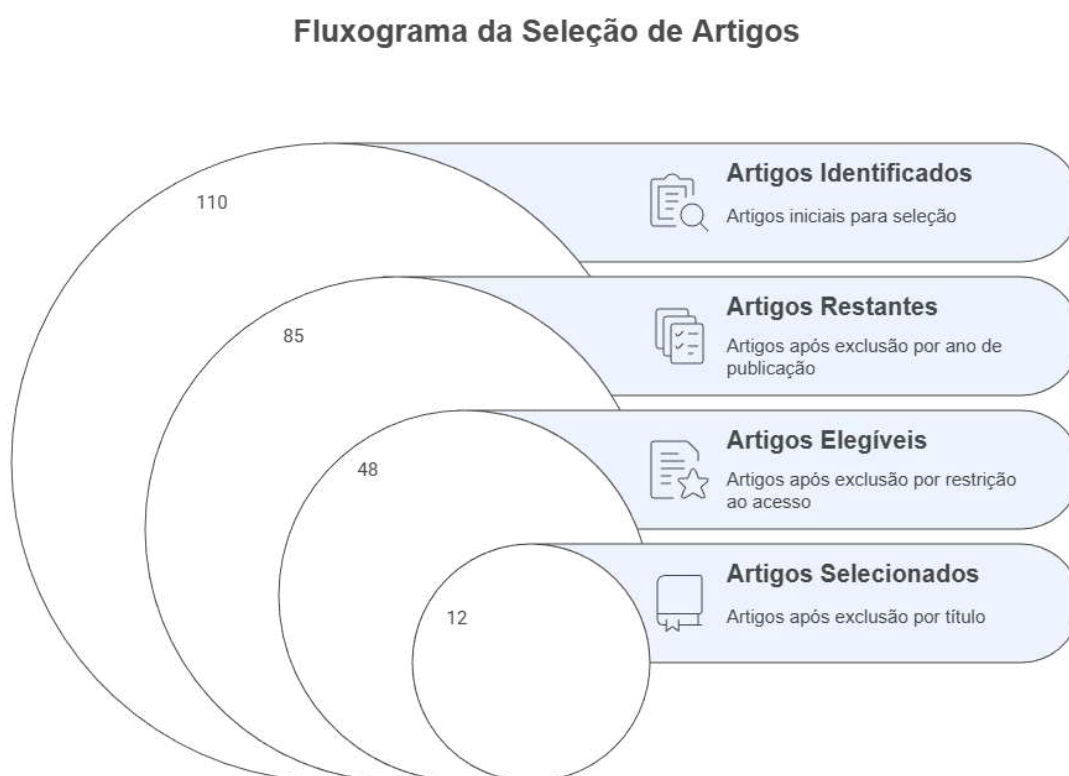 Fluxograma da Seleção de Artigos
110
Artigos Identificados
Artigos iniciais para seleção
85
Artigos Restantes
Artigos após exclusão por ano de
publicação
48
Artigos Elegíveis
Artigos após exclusão por restrição
ao acesso
12
Artigos Selecionados
Artigos após exclusão por título